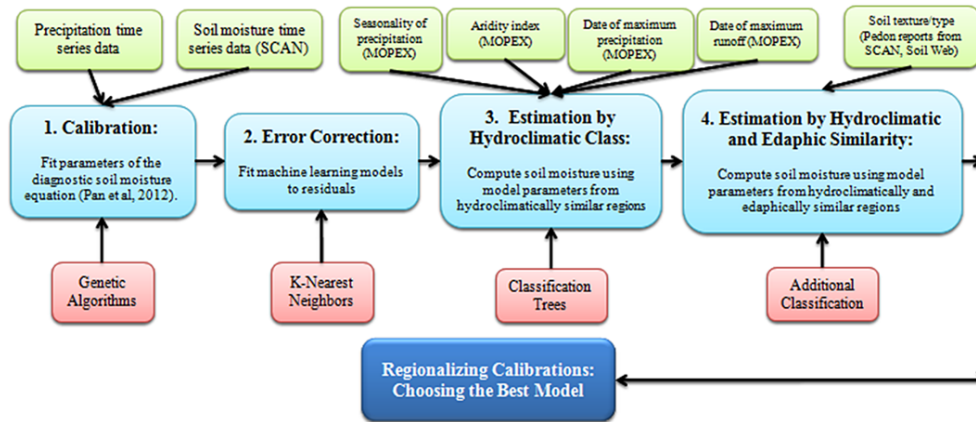 Precipitation time
series data
Soil moisture time
series data (SCAN)
Seasonality of
precipitation
(MOPEX)
Aridity index
(MOPEX)
Date of
maximum
precipitation
(MOPEX)
Date of
maximum
runoff (MOPEX)
Soil texture/type
(Pedon reports from
SCAN, Soil Web)
1. Calibration:
Fit parameters of the
diagnostic soil moisture
equation (Pan et al, 2012).
2. Error Correction:
Fit machine learning models
to residuals
3. Estimation by
Hydroclimatic Class:
Compute soil moisture using
model parameters from
hydroclimatically similar regions
4. Estimation by Hydroclimatic
and Edaphic Similarity:
Compute soil moisture using model
parameters from hydroclimatically and
edaphically similar regions
Genetic
Algorithms
K-Nearest
Neighbors
Classification
Trees
Additional
Classification
Regionalizing Calibrations:
Choosing the Best Model